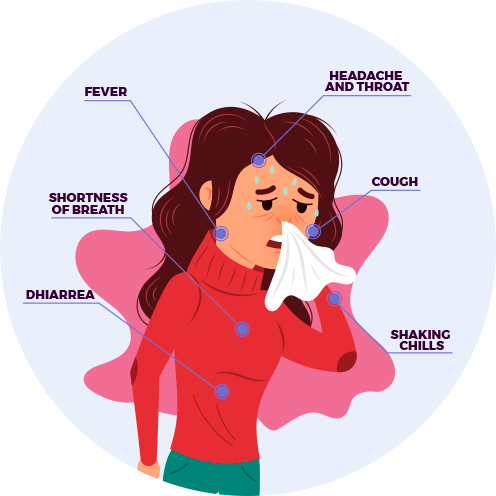 FEVER
HEADACHE
AND THROAT
COUGH
SHORTNESS
OF BREATH
DHIARREA
SHAKING
CHILLS